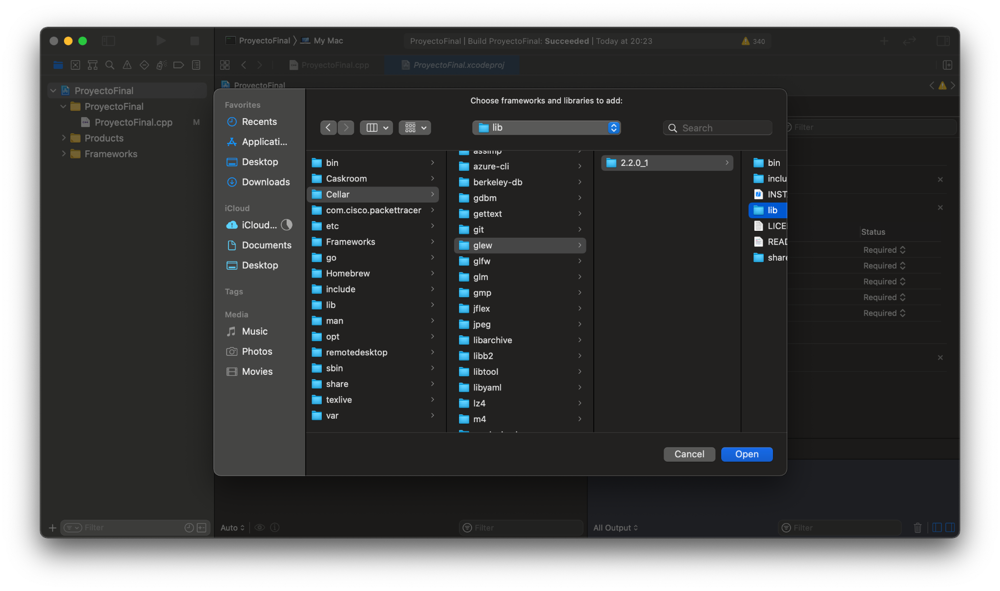 ProyectoFinal My Mac
ProyectoFinal | Build ProyectoFinal: Succeeded | Today at 20:23
340
ProyectoFinal.cpp
ProyectoFinal.xcodeproj
ProyectoFinal
ProyectoFinal
ProyectoFinal
ProyectoFinal.cpp M
Products
Frameworks
Filter
Favorites
Recents
Applicati...
Desktop
Downloads
iCloud
iCloud...
Documents
Desktop
Tags
Media
Music
Photos
Movies
Choose frameworks and libraries to add:
lib
Search
bin
Caskroom
Cellar
com.cisco.packettracer
etc
Frameworks
go
Homebrew
include
lib
man
opt
remotedesktop
sbin
share
texlive
var
assimp
azure-cli
berkeley-db
gdbm
gettext
git
glew
glfw
glm
gmp
jflex
jpeg
libarchive
libb2
libtool
libyaml
lz4
m4
2.2.0_1
bin
inclu
INST
lib
LICE
READ
share
Cancel
Open
Filter
Status
Required
Required
Required
Required
Required
Auto
Filter
All Output
Filter